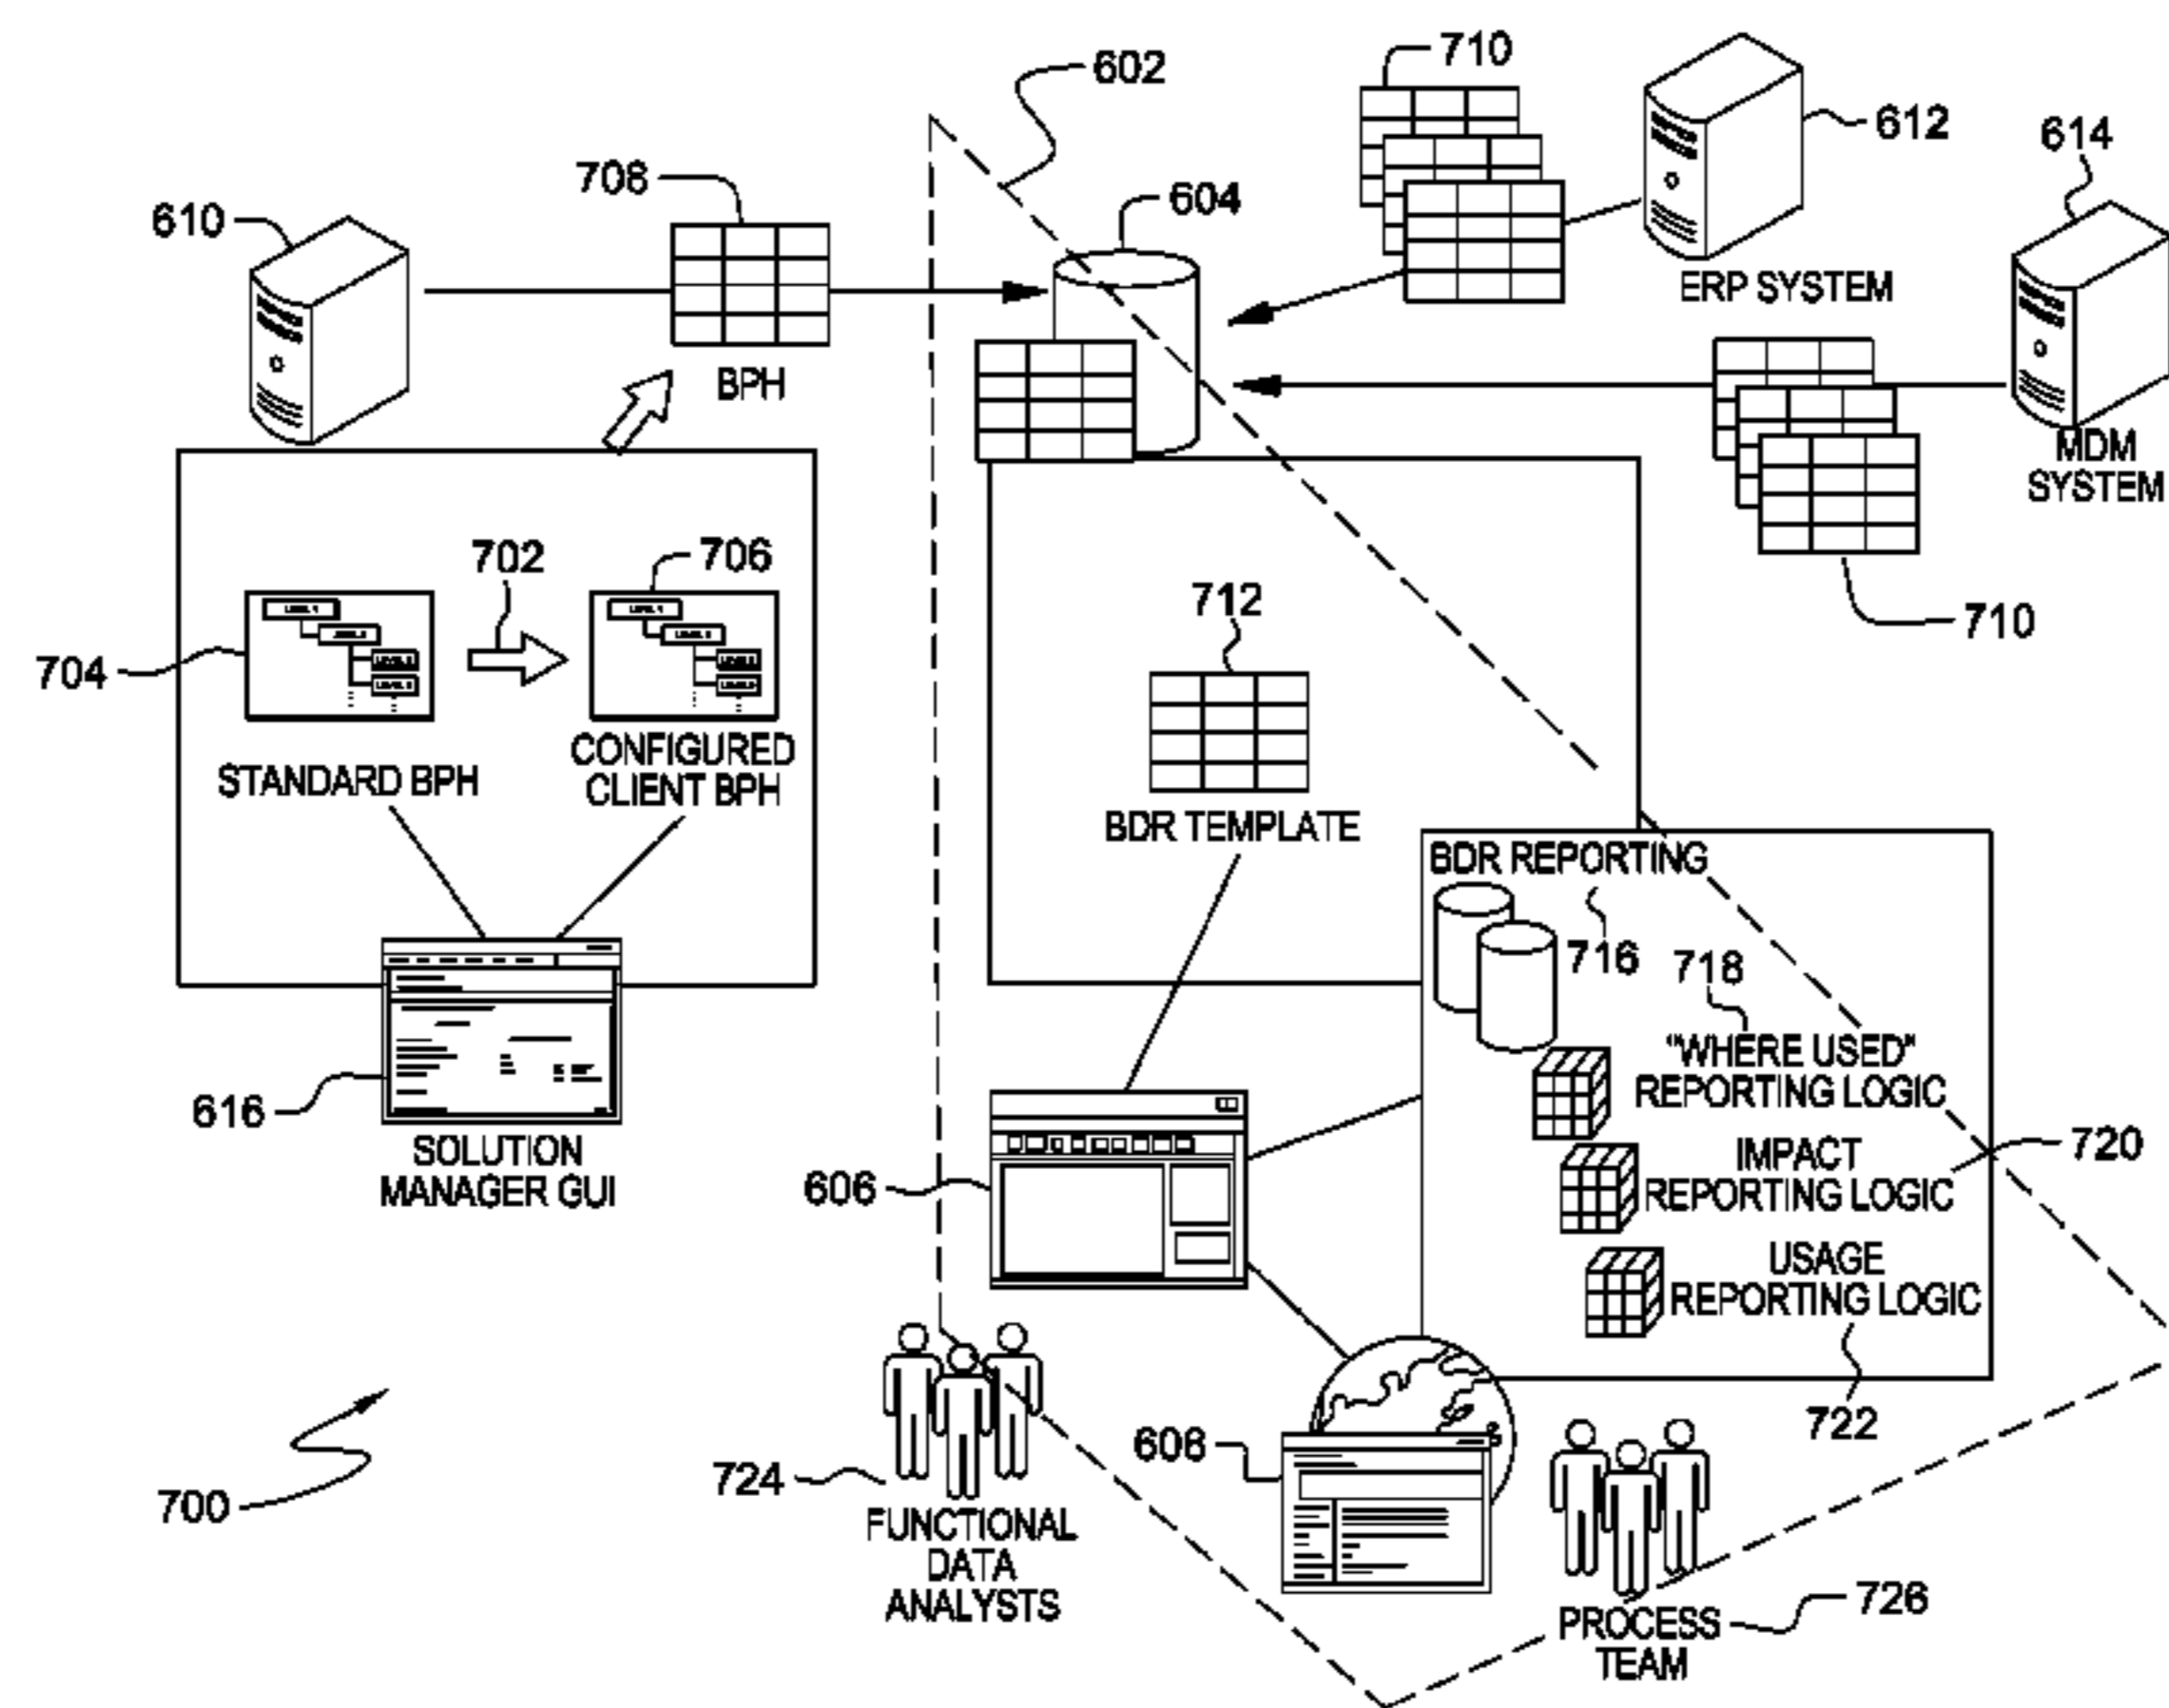 710
602
612
614
708
604
610
ERP SYSTEM
BPH
MDM
SYSTEM
702
706
712
710
704
CONFIGURED
CLIENT BPH
STANDARD BPH
BDR TEMPLATE
BDR REPORTING
716
718
"WHERE USED"
REPORTING LOGIC
616
SOLUTION
MANAGER GUI
606
IMPACT
REPORTING LOGIC
720
USAGE
REPORTING LOGIC
722
608
724
700
FUNCTIONAL
DATA
ANALYSTS
726
PROCESS
TEAM